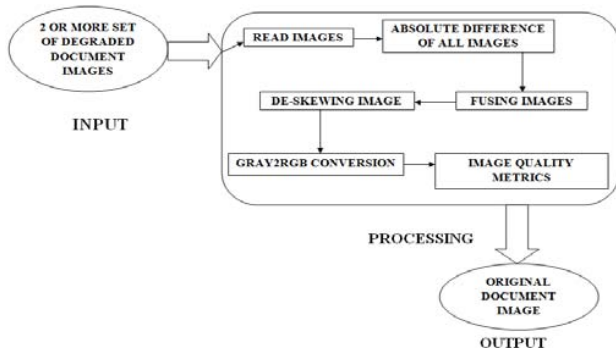 2 OR MORE SET
OF DEGRADED
DOCUMENT
IMAGES
INPUT
READ IMAGES
ABSOLUTE DIFFERENCE
OF ALL IMAGES
DE-SKEWING IMAGE
FUSING IMAGES
GRAY2RGB CONVERSION
IMAGE QUALITY
METRICS
PROCESSING
ORIGINAL
DOCUMENT
IMAGE
OUTPUT